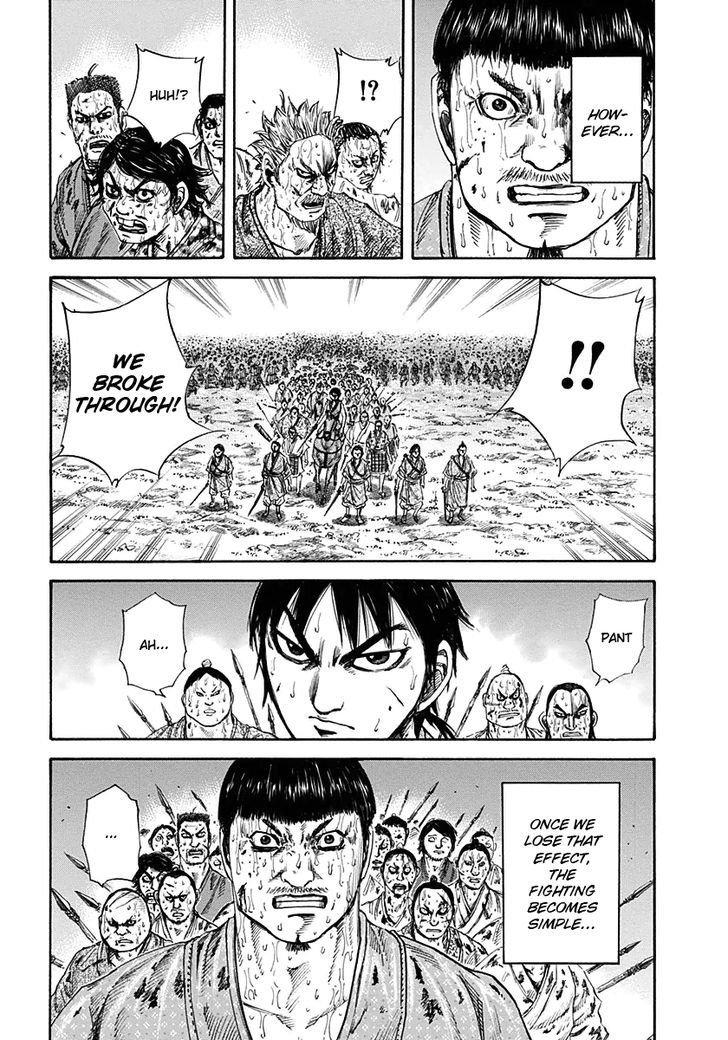 HOW-
EVER...
!?
HUH!?
!!
WE
BROKE
THROUGH!
PANT
AH...
ONCE WE
LOSE THAT
EFFECT,
THE
FIGHTING
BECOMES
SIMPLE...
...